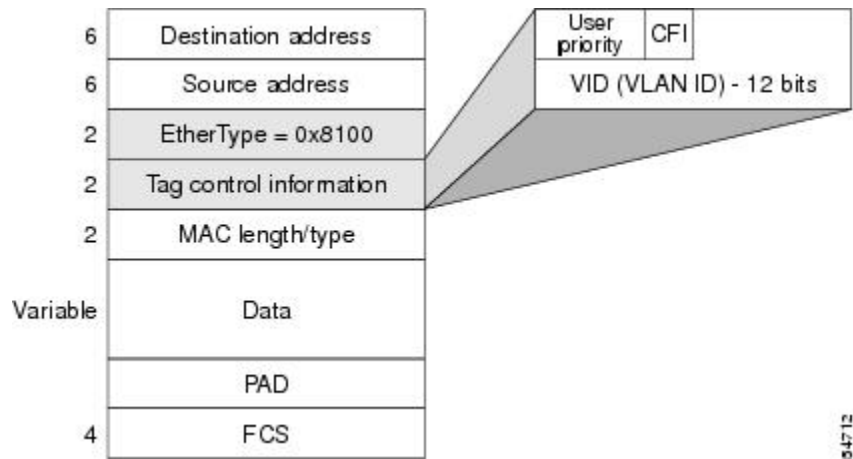 6 Destination address
6 Source address
2 EtherType = 0x8100
2 Tag control information
2 MAC length/type
Variable Data
PAD
4 FCS
User
priority
CFI
VID (VLAN ID) - 12 bits
54712